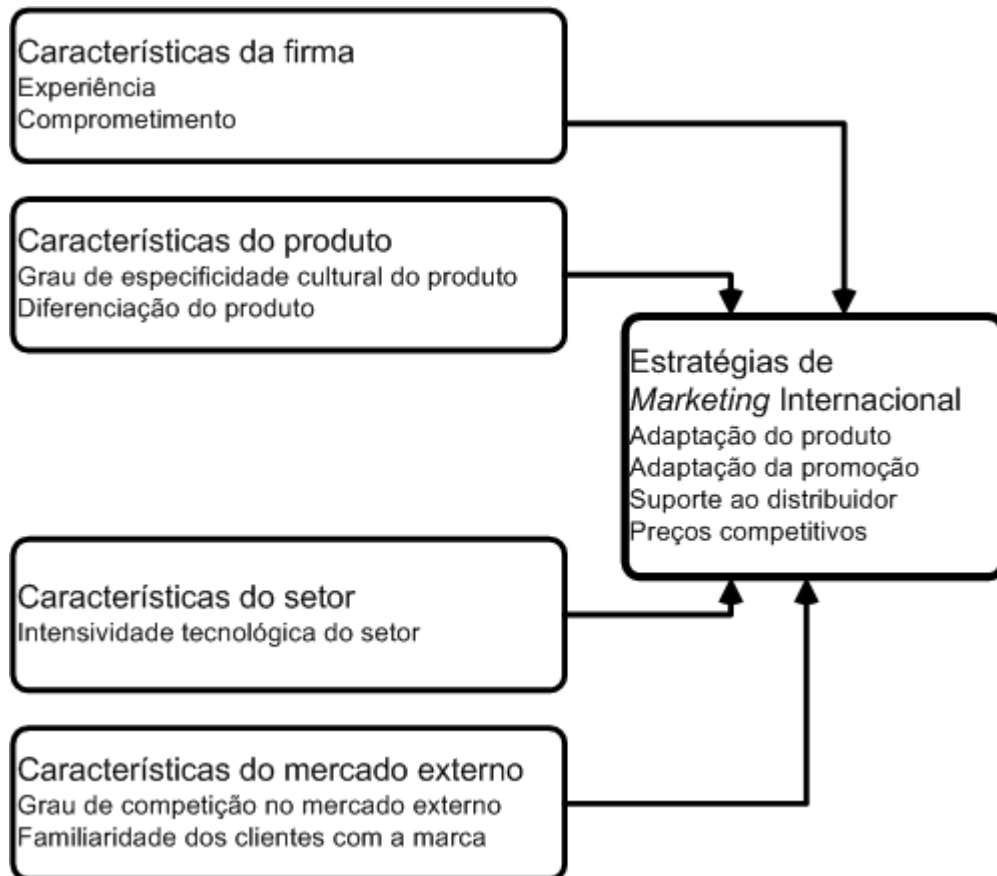 Características da firma
Experiência
Comprometimento
Características do produto
Grau de especificidade cultural do produto
Diferenciação do produto
Estratégias de
Marketing Internacional
Adaptação do produto
Adaptação da promoção
Suporte ao distribuidor
Preços competitivos
Características do setor
Intensividade tecnológica do setor
Características do mercado externo
Grau de competição no mercado externo
Familiaridade dos clientes com a marca